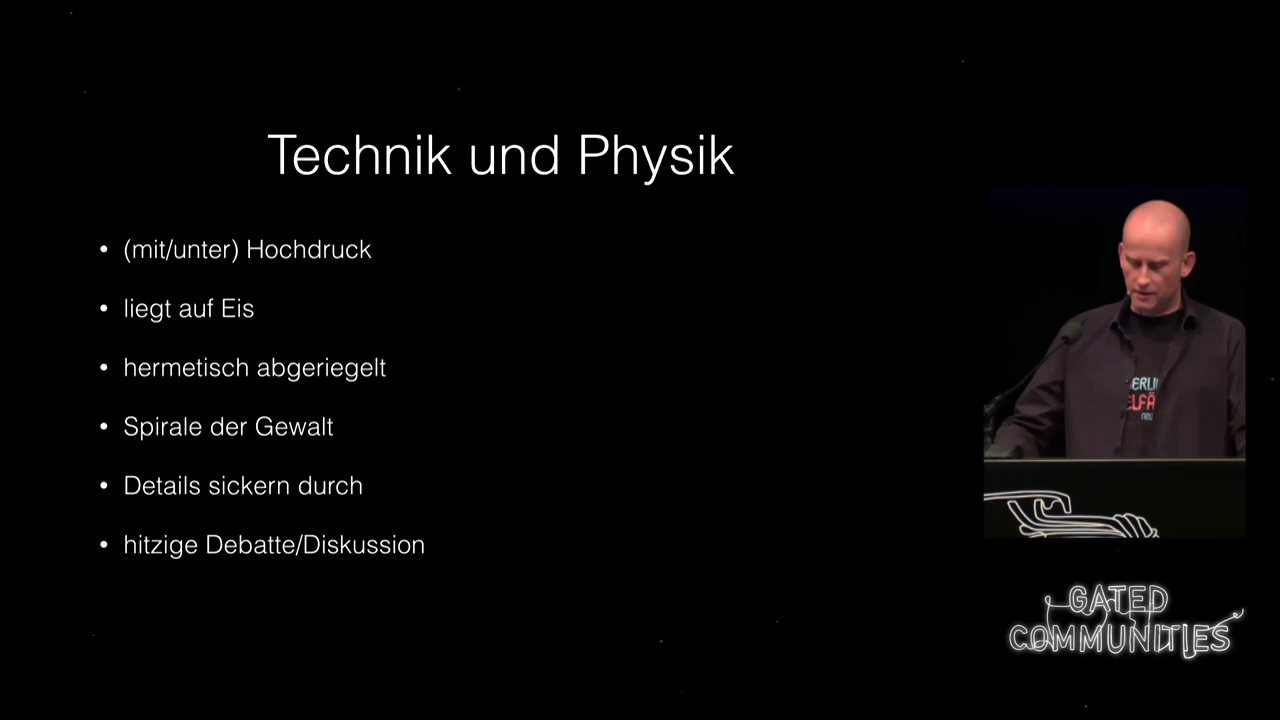 Technik und Physik
• (mit/unter) Hochdruck
• liegt auf Eis
• hermetisch abgeriegelt
• Spirale der Gewalt
• Details sickern durch
• hitzige Debatte/Diskussion
GATED
COMMUNITIES